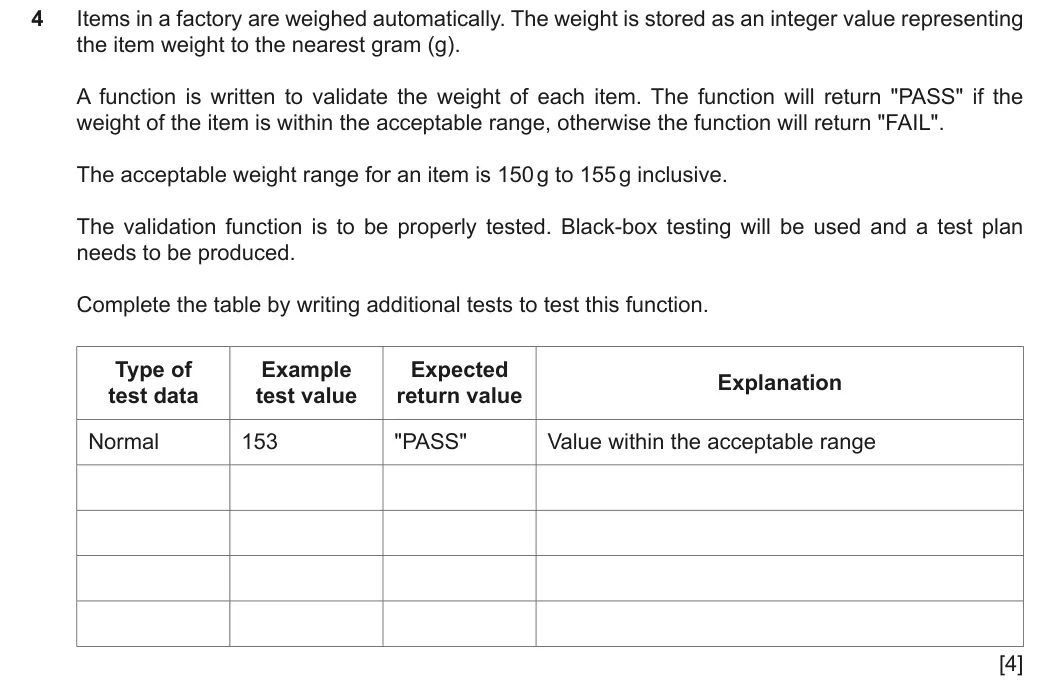 4 Items in a factory are weighed automatically. The weight is stored as an integer value representing
the item weight to the nearest gram (g).
A function is written to validate the weight of each item. The function will return "PASS" if the
weight of the item is within the acceptable range, otherwise the function will return "FAIL".
The acceptable weight range for an item is 150 g to 155 g inclusive.
The validation function is to be properly tested. Black-box testing will be used and a test plan
needs to be produced.
Complete the table by writing additional tests to test this function.
Type of test data | Example test value | Expected return value | Explanation
Normal | 153 | "PASS" | Value within the acceptable range
[4]